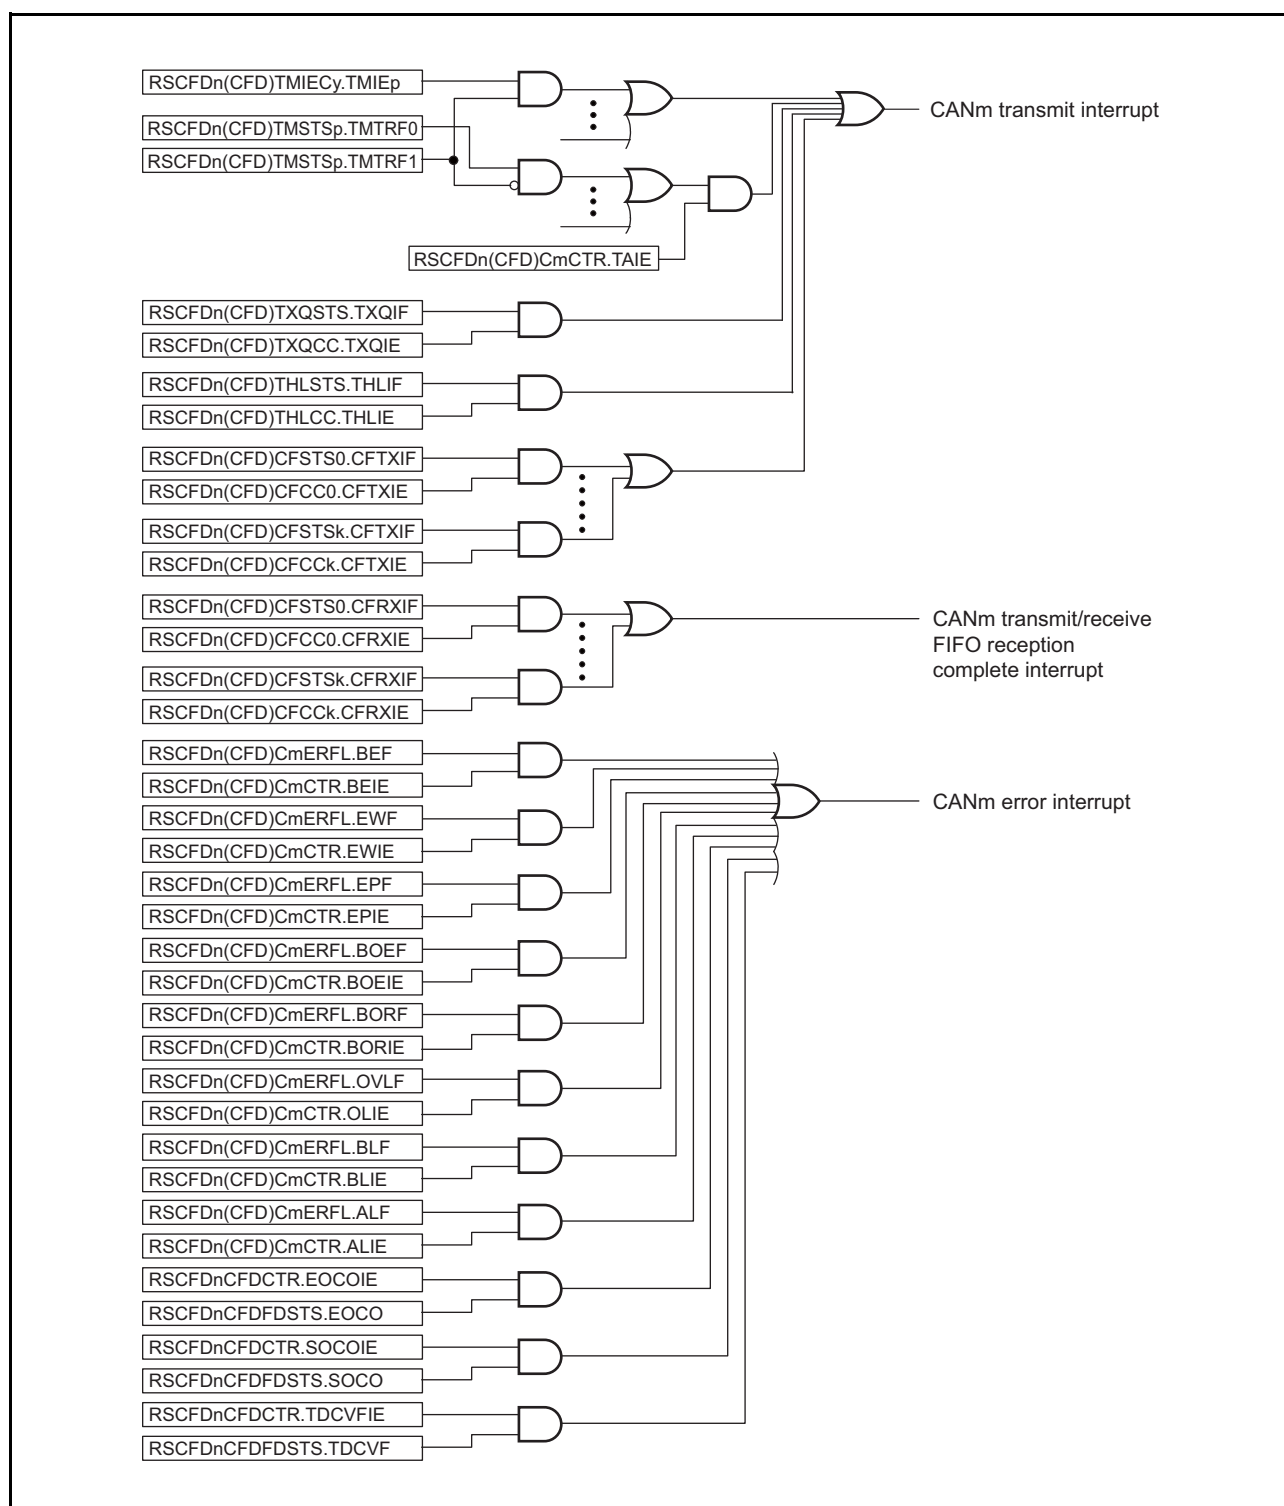 RSCFDn(CFD)TMIECy.TMIEp
RSCFDn(CFD)TMSTSp.TMTRF0
RSCFDn(CFD)TMSTSp.TMTRF1
CANm transmit interrupt
RSCFDn(CFD)CmCTR.TAIE
RSCFDn(CFD)TXQSTS.TXQIF
RSCFDn(CFD)TXQCC.TXQIE
RSCFDn(CFD)THLSTS.THLIF
RSCFDn(CFD)THLCC.THLIE
RSCFDn(CFD)CFSTS0.CFTXIF
RSCFDn(CFD)CFCC0.CFTXIE
RSCFDn(CFD)CFSTSk.CFTXIF
RSCFDn(CFD)CFCCk.CFTXIE
RSCFDn(CFD)CFSTS0.CFRXIF
RSCFDn(CFD)CFCC0.CFRXIE
RSCFDn(CFD)CFSTSk.CFRXIF
RSCFDn(CFD)CFCCk.CFRXIE
CANm transmit/receive
FIFO reception
complete interrupt
RSCFDn(CFD)CmERFL.BEF
RSCFDn(CFD)CmCTR.BEIE
RSCFDn(CFD)CmERFL.EWF
RSCFDn(CFD)CmCTR.EWIE
RSCFDn(CFD)CmERFL.EPF
RSCFDn(CFD)CmCTR.EPIE
RSCFDn(CFD)CmERFL.BOEF
RSCFDn(CFD)CmCTR.BOEIE
RSCFDn(CFD)CmERFL.BORF
RSCFDn(CFD)CmCTR.BORIE
RSCFDn(CFD)CmERFL.OVLF
RSCFDn(CFD)CmCTR.OLIE
RSCFDn(CFD)CmERFL.BLF
RSCFDn(CFD)CmCTR.BLIE
RSCFDn(CFD)CmERFL.ALF
RSCFDn(CFD)CmCTR.ALIE
RSCFDnCFDCTR.EOCOIE
RSCFDnCFDFDSTS.EOCO
RSCFDnCFDCTR.SOCOIE
RSCFDnCFDFDSTS.SOCO
RSCFDnCFDCTR.TDCVFIE
RSCFDnCFDFDSTS.TDCVF
CANm error interrupt